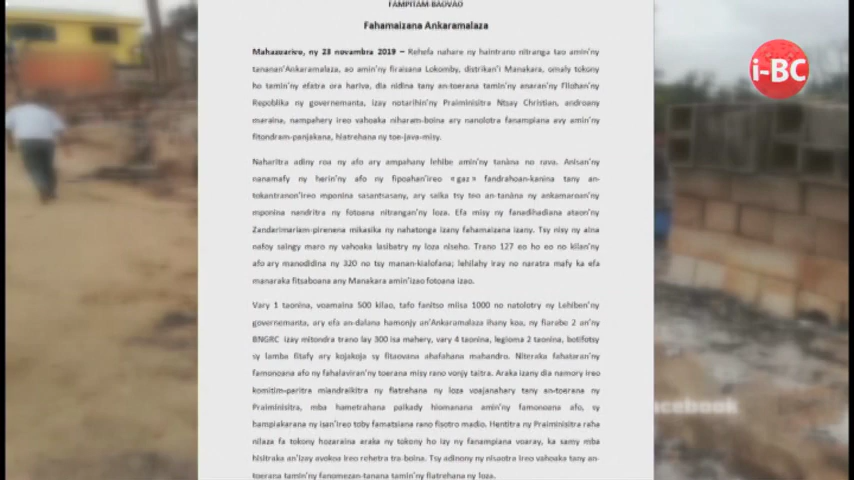 TAMPITAM-BAOVAO
Fahamaizana Ankaramalaza
i-BC
Mahazoarivo, ny 28 novambra 2019 – Rehefa nahare ny haintrano nitranga tao amin'ny
tananan'Ankaramalaza, ao amin'ny firaisana Lokomby, distrikan'i Manakara, omaly tokony
ho tamin'ny efatra ora hariva, dia nidina tany an-toerana tamin'ny anaran'ny Filohan'ny
Repoblika ny governemanta, izay notarihin'ny Praiminisitra Ntsay Christian, androany
maraina, nampahery ireo vahoaka niharam-boina ary nanolotra fanampiana avy amin'ny
fitondram-panjakana, hiatrehana ny toe-java-misy.
Naharitra adiny roa ny afo ary ampahany lehibe amin'ny tanàna no rava. Anisan'ny
nanamafy ny herin'ny afo ny fipoahan'ireo « gaz » fandrahoan-kanina tany an-
tokantranon'ireo mponina sasantsasany, ary saika tsy teo an-tanàna ny ankamaroan'ny
mponina nandritra ny fotoana nitrangan'ny loza. Efa misy ny fanadihadiana ataon'ny
Zandarimariam-pirenena mikasika ny nahatonga izany fahamaizana izany. Tsy nisy ny aina
nafoy saingy maro ny vahoaka lasibatry ny loza niseho. Trano 127 eo ho eo no kilan'ny
afo ary manodidina ny 320 no tsy manan-kialofana; lehilahy iray no naratra mafy ka efa
manaraka fitsaboana any Manakara amin'izao fotoana izao.
Vary 1 taonina, voamaina 500 kilao, tafo fanitso miisa 1000 no natolotry ny Lehiben'ny
governemanta, ary efa an-dalana hamonjy an'Ankaramalaza ihany koa, ny fiarabe 2 an'ny
BNGRC izay mitondra trano lay 300 isa mahery, vary 4 taonina, legioma 2 taonina, botifotsy
sy lamba fitafy ary kojakoja sy fitaovana ahafahana mahandro. Niteraka fahataran'ny
famonoana afo ny fahalaviran'ny toerana misy rano vonjy taitra. Araka izany dia namory ireo
komitim-paritra miandraikitra ny fiatrehana ny loza voajanahary tany an-toerana ny
Praiminisitra, mba hametrahana paikady hiomanana amin'ny famonoana afo, sy
hampiakarana ny isan'ireo toby famatsiana rano fisotro madio. Hentitra ny Praiminisitra raha
nilaza fa tokony hozaraina araka ny tokony ho izy ny fanampiana voaray, ka samy mba
hisitraka an'izay avokoa ireo rehetra tra-boina. Tsy adinony ny nisaotra ireo vahoaka tany an-
toerana tamin'ny fanomezan-tanana tamin'ny fiatrehana ny loza.
facebook